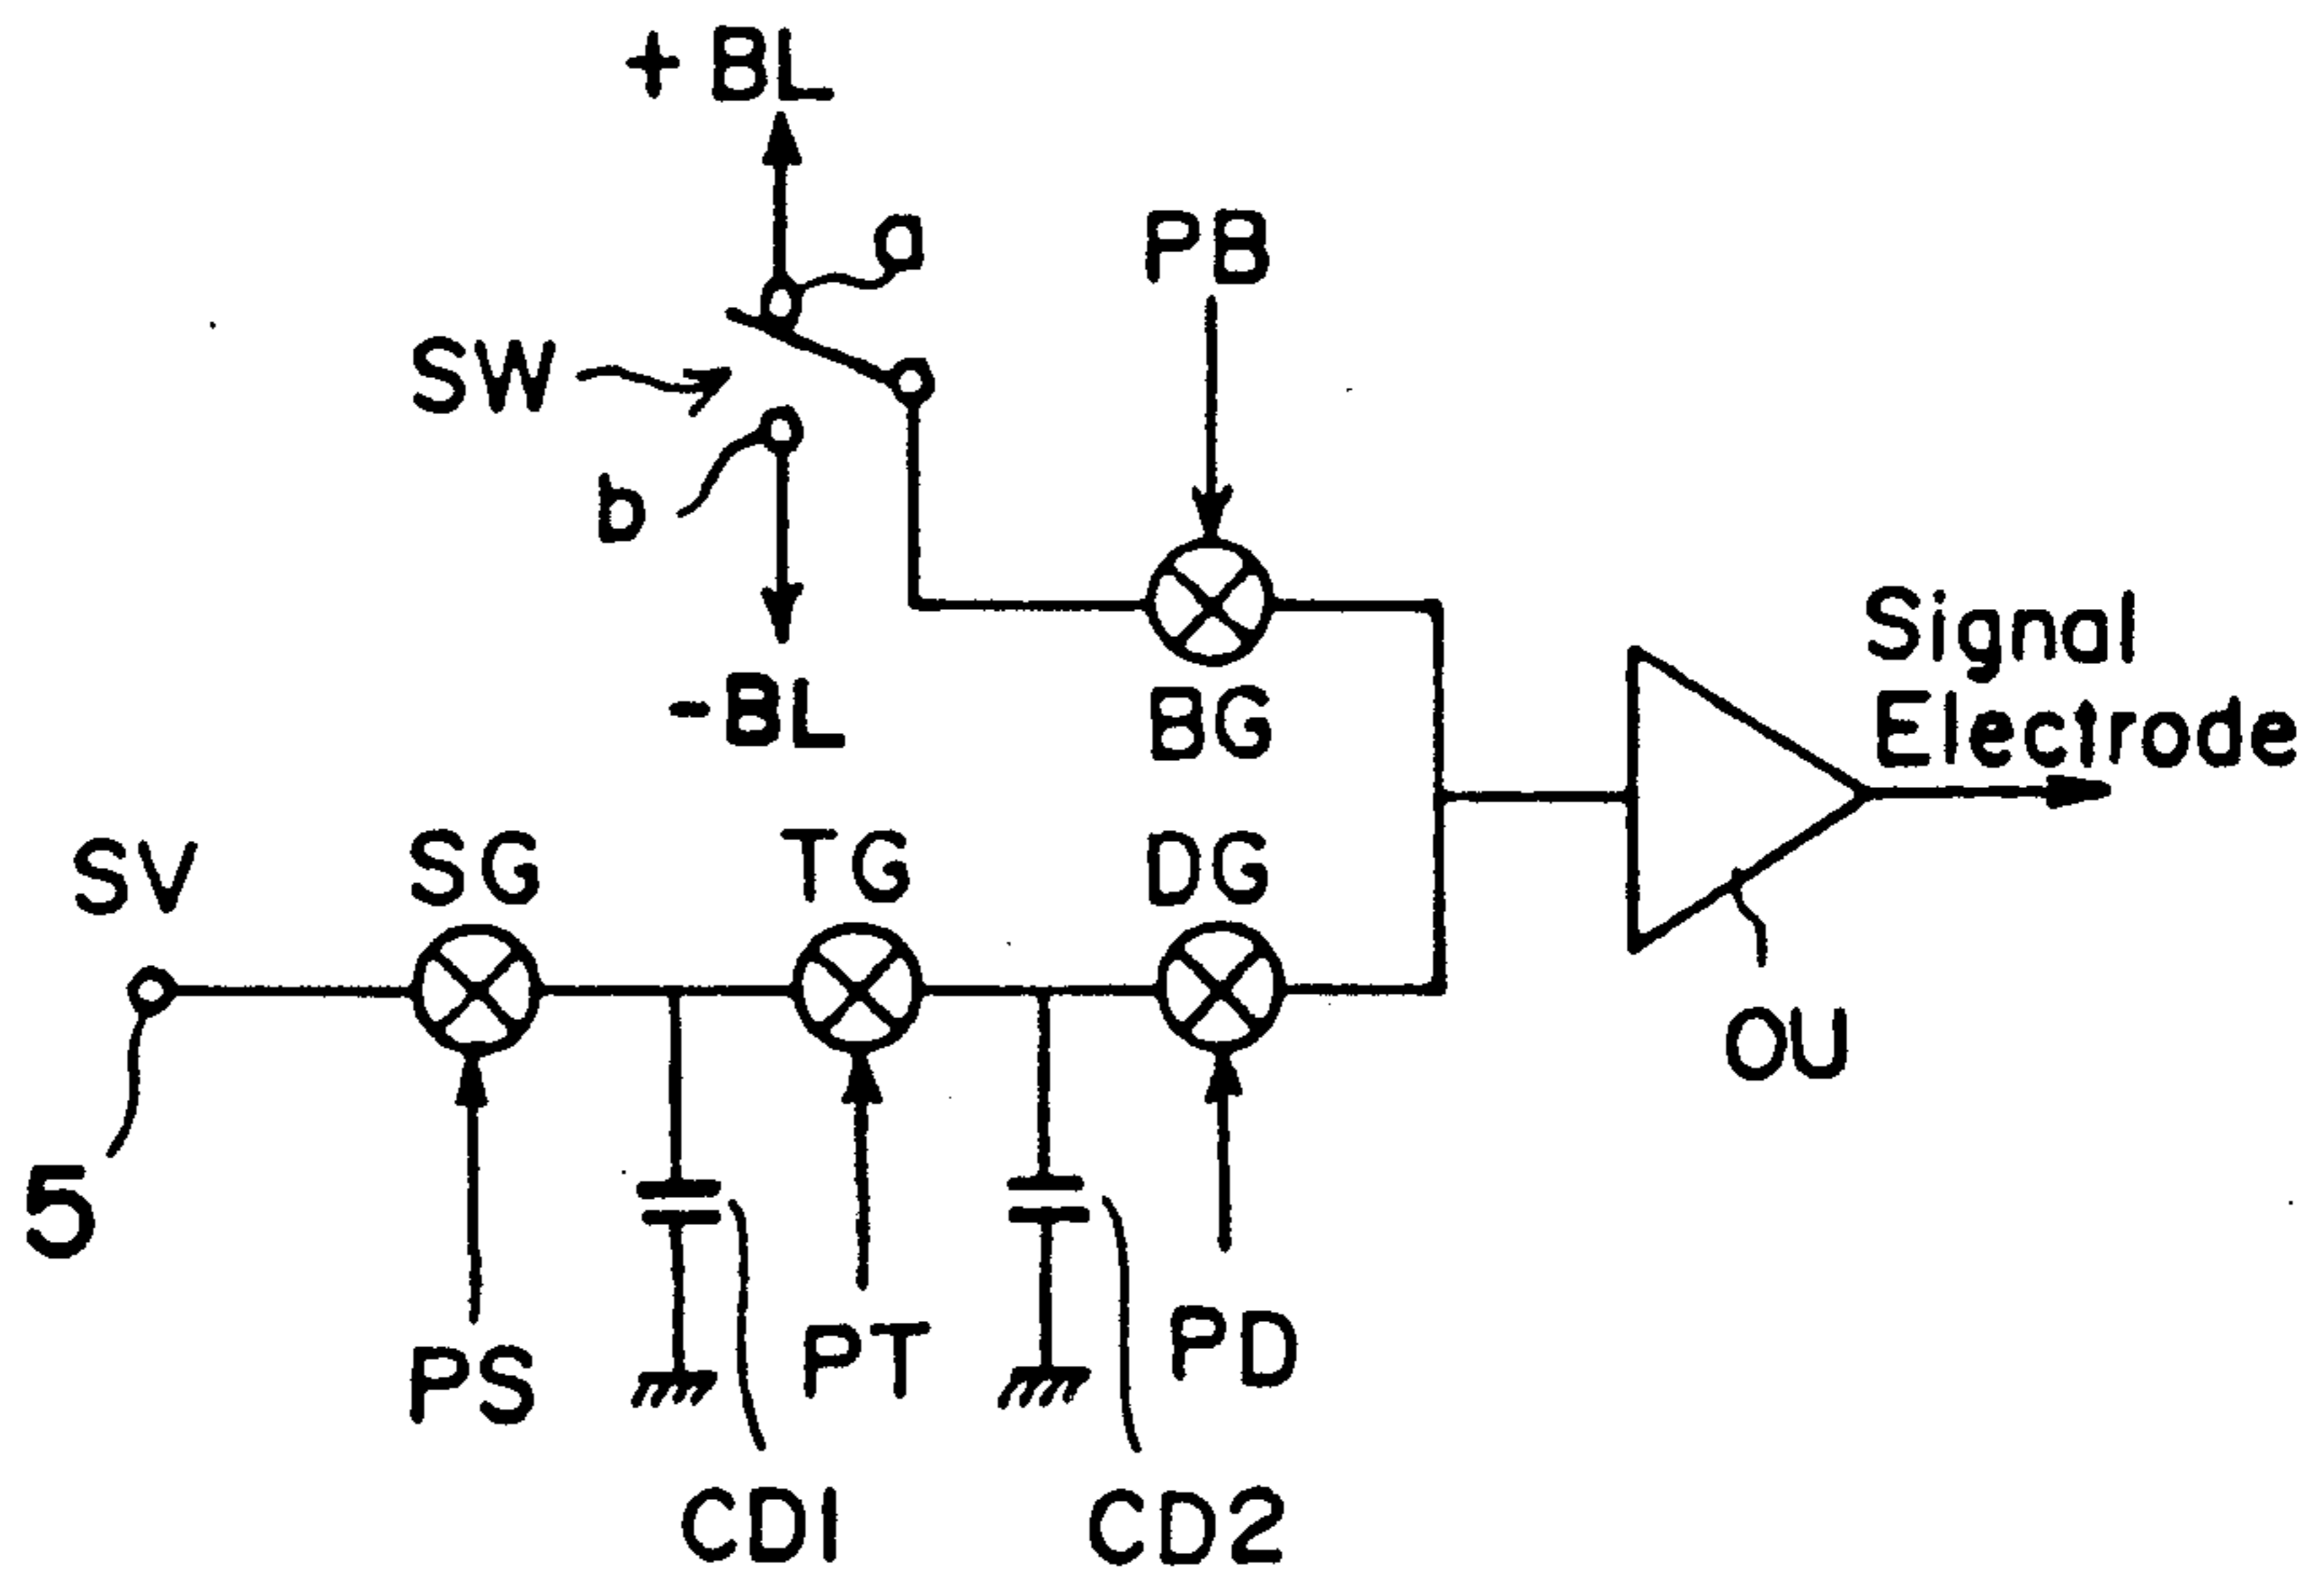 +BL
a
PB
SW
b
-BL
BG
Signal
Electrode
SV
SG
TG
DG
5
OU
PS
PT
PD
CD1
CD2